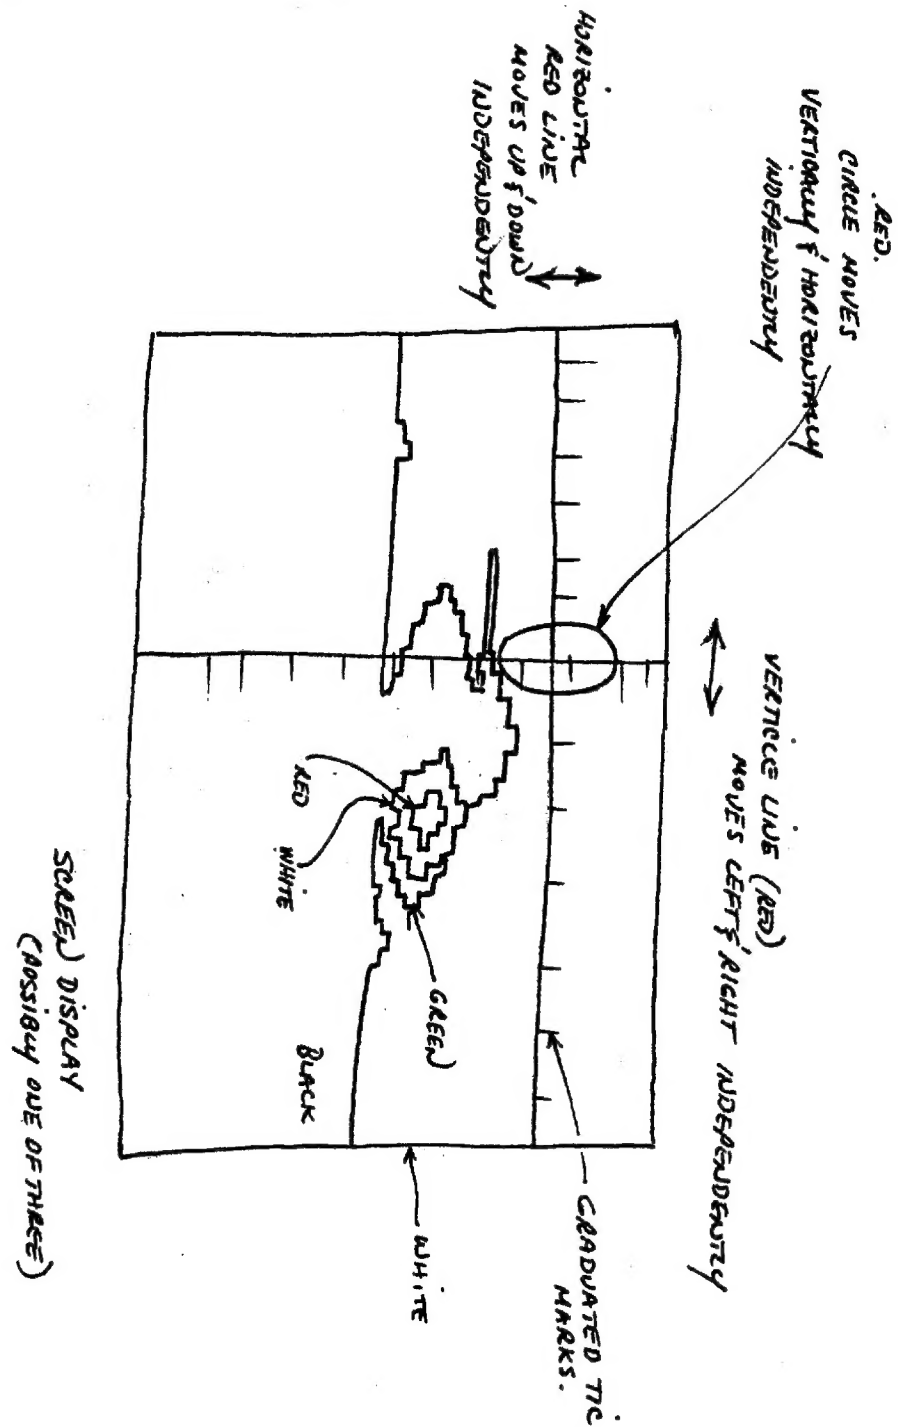 .RED.
CIRCLE MOVES
VERTICALLY & HORIZONTALLY
INDEPENDENTLY
HORIZONTAL
RED LINE
MOVES UP & DOWN
INDEPENDENTLY
VERTICLE LINE (RED)
MOVES LEFT & RIGHT INDEPENDENTLY
GRADUATED TIC
MARKS.
WHITE
RED
WHITE
GREEN
BLACK
SCREEN DISPLAY
(POSSIBLY ONE OF THREE)